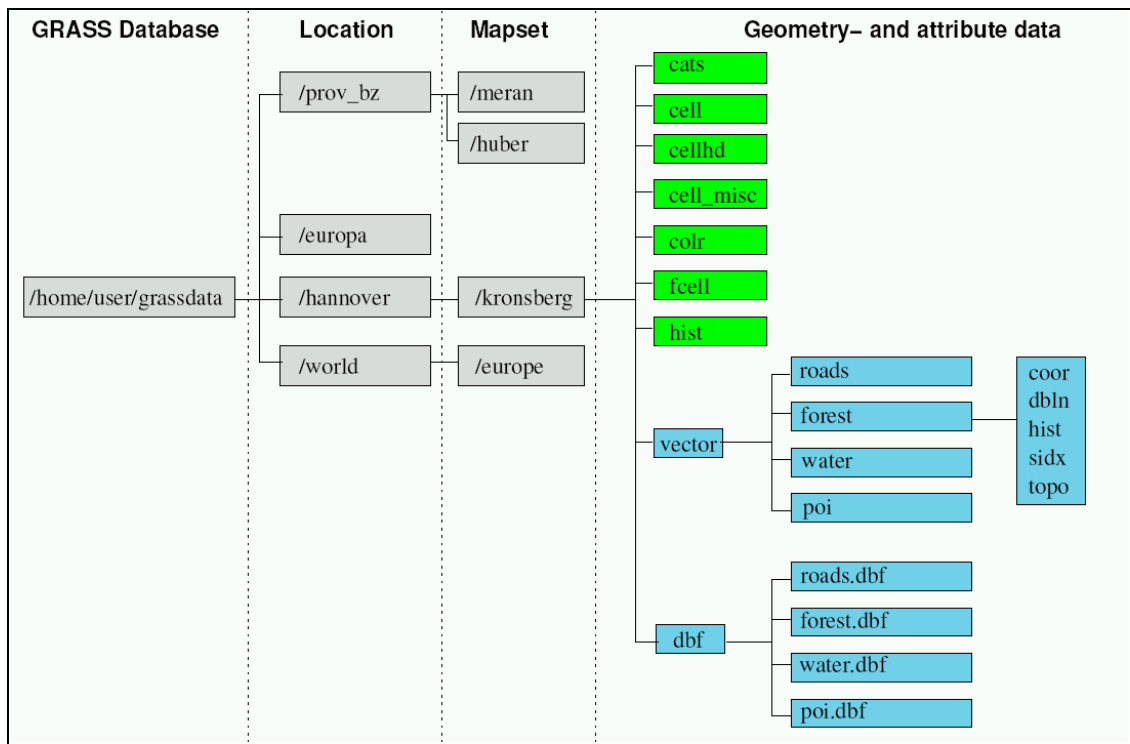 GRASS Database
Location
Mapset
Geometry– and attribute data
/home/user/grassdata
/prov_bz
/europa
/hannover
/world
/meran
/huber
/kronsberg
/europe
cats
cell
cellhd
cell_misc
colr
fcell
hist
vector
roads
forest
water
poi
coor
dbln
hist
sidx
topo
dbf
roads.dbf
forest.dbf
water.dbf
poi.dbf